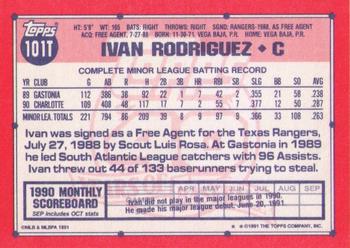 Topps
101T
HT: 5'9" WT: 165 BATS: RIGHT THROWS: RIGHT SGND: RANGERS-1988, AS FREE AGENT
ACQ: FREE AGENT, 7-27-88 BORN: 11-30-71, VEGA BAJA, P.R. HOME: VEGA BAJA, P.R.
IVAN RODRIGUEZ • C
COMPLETE MINOR LEAGUE BATTING RECORD
YR CLUB G AB R H 2B 3B HR RBI SB SLG BB SO AVG
89 GASTONIA 112 386 38 92 22 1 7 42 2 .355 21 58 .238
90 CHARLOTTE 109 408 48 117 17 7 2 55 1 .377 12 50 .287
MINOR LEA. TOTALS 221 794 86 209 39 8 9 97 3 .366 33 108 .263
Ivan was signed as a Free Agent for the Texas Rangers,
July 27, 1988 by Scout Luis Rosa. At Gastonia in 1989
he led South Atlantic League catchers with 96 Assists.
Ivan threw out 44 of 133 baserunners trying to steal.
1990 MONTHLY
SCOREBOARD
SEP includes OCT stats
APR MAY JUN JUL AUG SEP
Ivan did not play in the major leagues in 1990.
He made his major league debut, June 20, 1991.
©MLB & MLBPA 1991
® ©1991 THE TOPPS COMPANY, INC.